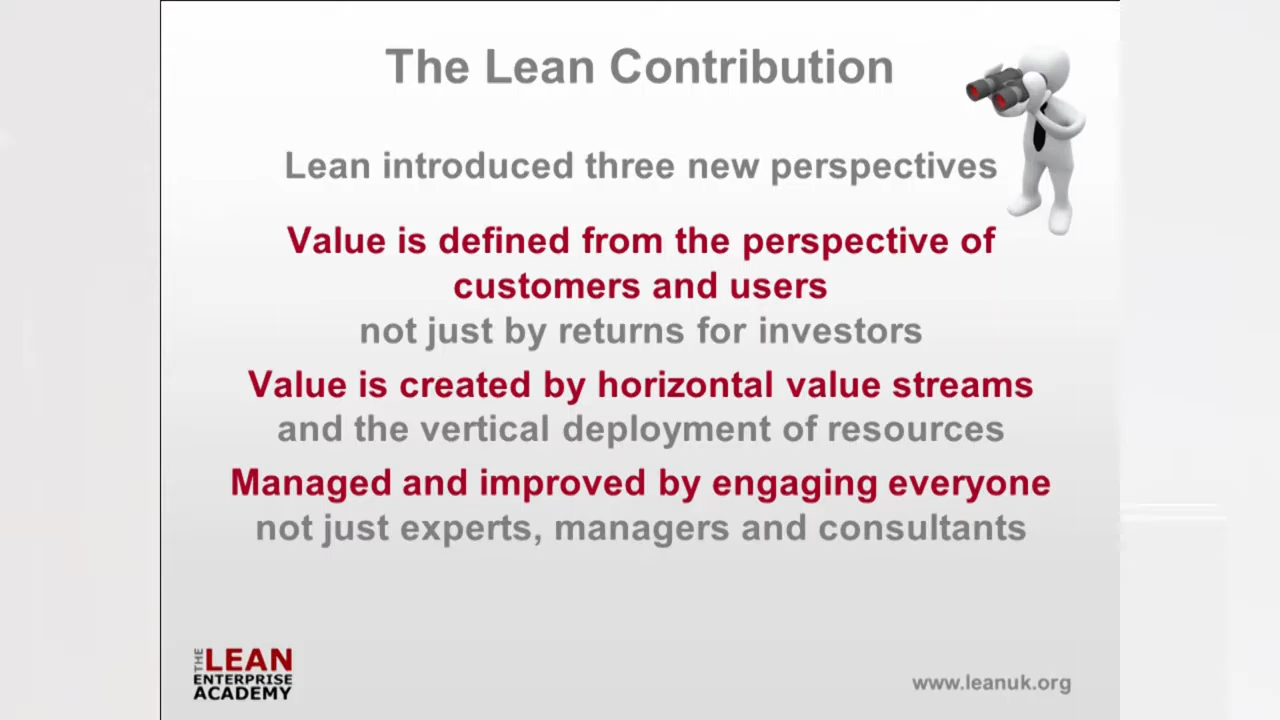 The Lean Contribution
Lean introduced three new perspectives
Value is defined from the perspective of
customers and users
not just by returns for investors
Value is created by horizontal value streams
and the vertical deployment of resources
Managed and improved by engaging everyone
not just experts, managers and consultants
THE LEAN
ENTERPRISE
ACADEMY
www.leanuk.org